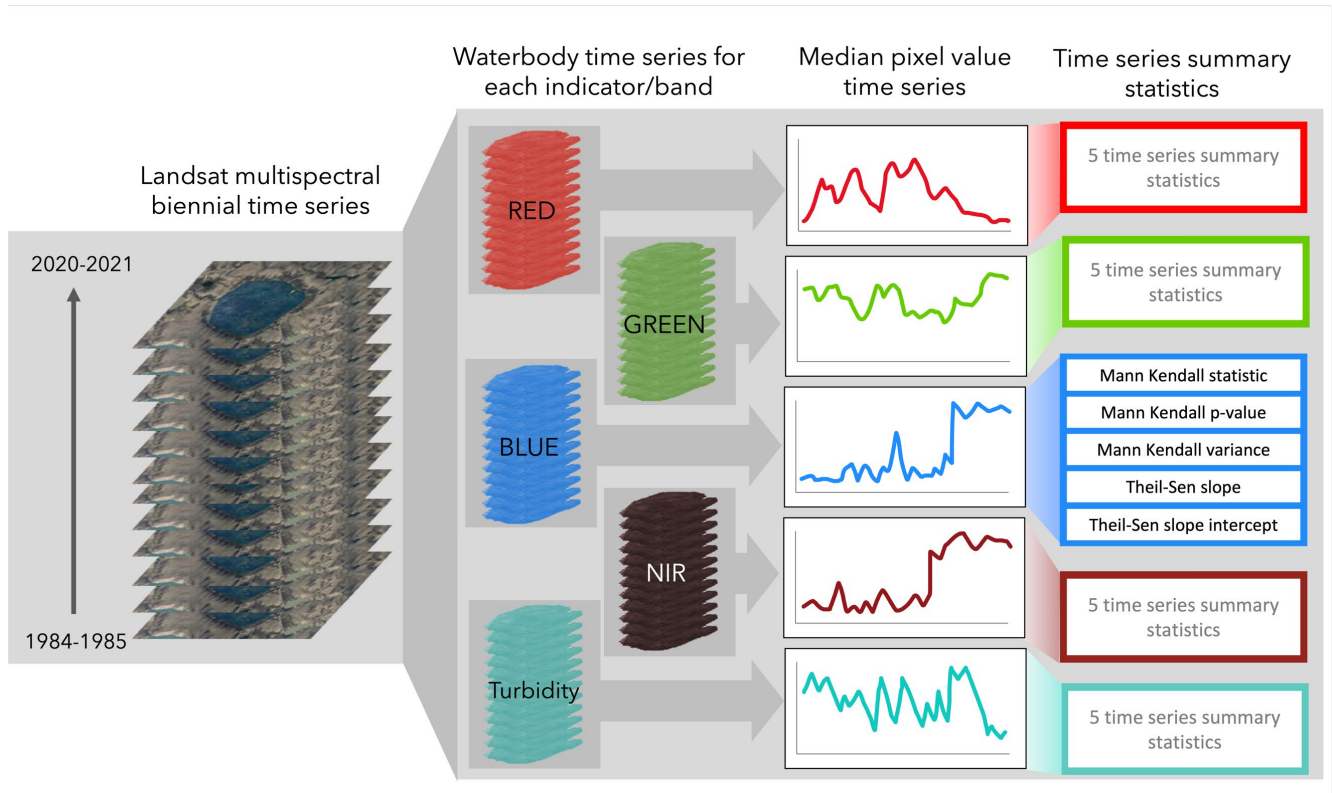 Landsat multispectral
biennial time series
2020-2021
1984-1985
Waterbody time series for
each indicator/band
RED
GREEN
BLUE
NIR
Turbidity
Median pixel value
time series
Time series summary
statistics
5 time series summary
statistics
5 time series summary
statistics
Mann Kendall statistic
Mann Kendall p-value
Mann Kendall variance
Theil-Sen slope
Theil-Sen slope intercept
5 time series summary
statistics
5 time series summary
statistics